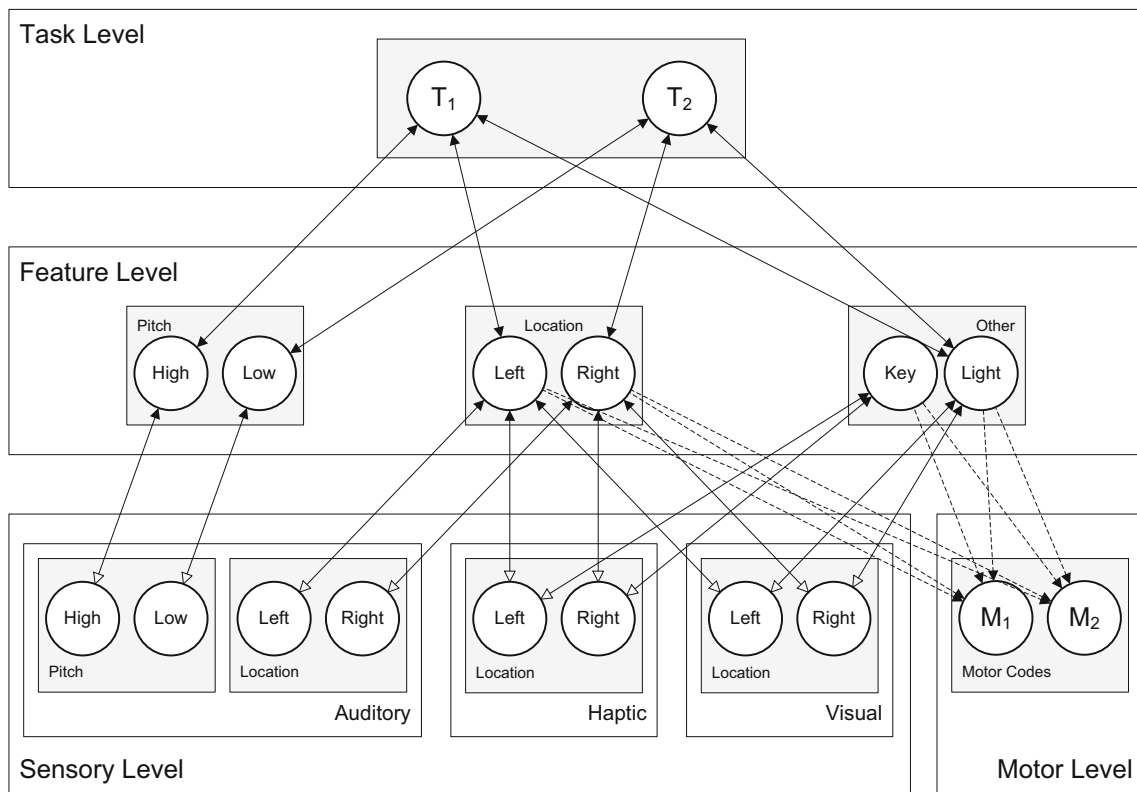 Task Level
T₁
T₂
Feature Level
Pitch
High
Low
Location
Left
Right
Other
Key
Light
High
Low
Pitch
Left
Right
Location
Auditory
Left
Right
Location
Haptic
Left
Right
Location
Visual
Sensory Level
M₁
M₂
Motor Codes
Motor Level